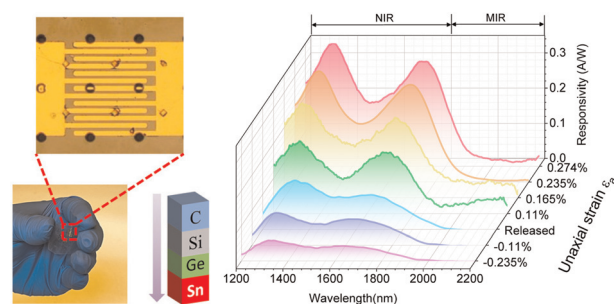 NIR
MIR
0.3
0.2
0.1
0.0
Responsivity (A/W)
0.274%
0.235%
0.165%
0.11%
Released
-0.11%
-0.235%
Unaxial strain εₚ
1200
1400
1600
1800
2000
2200
Wavelength(nm)
C
Si
Ge
Sn